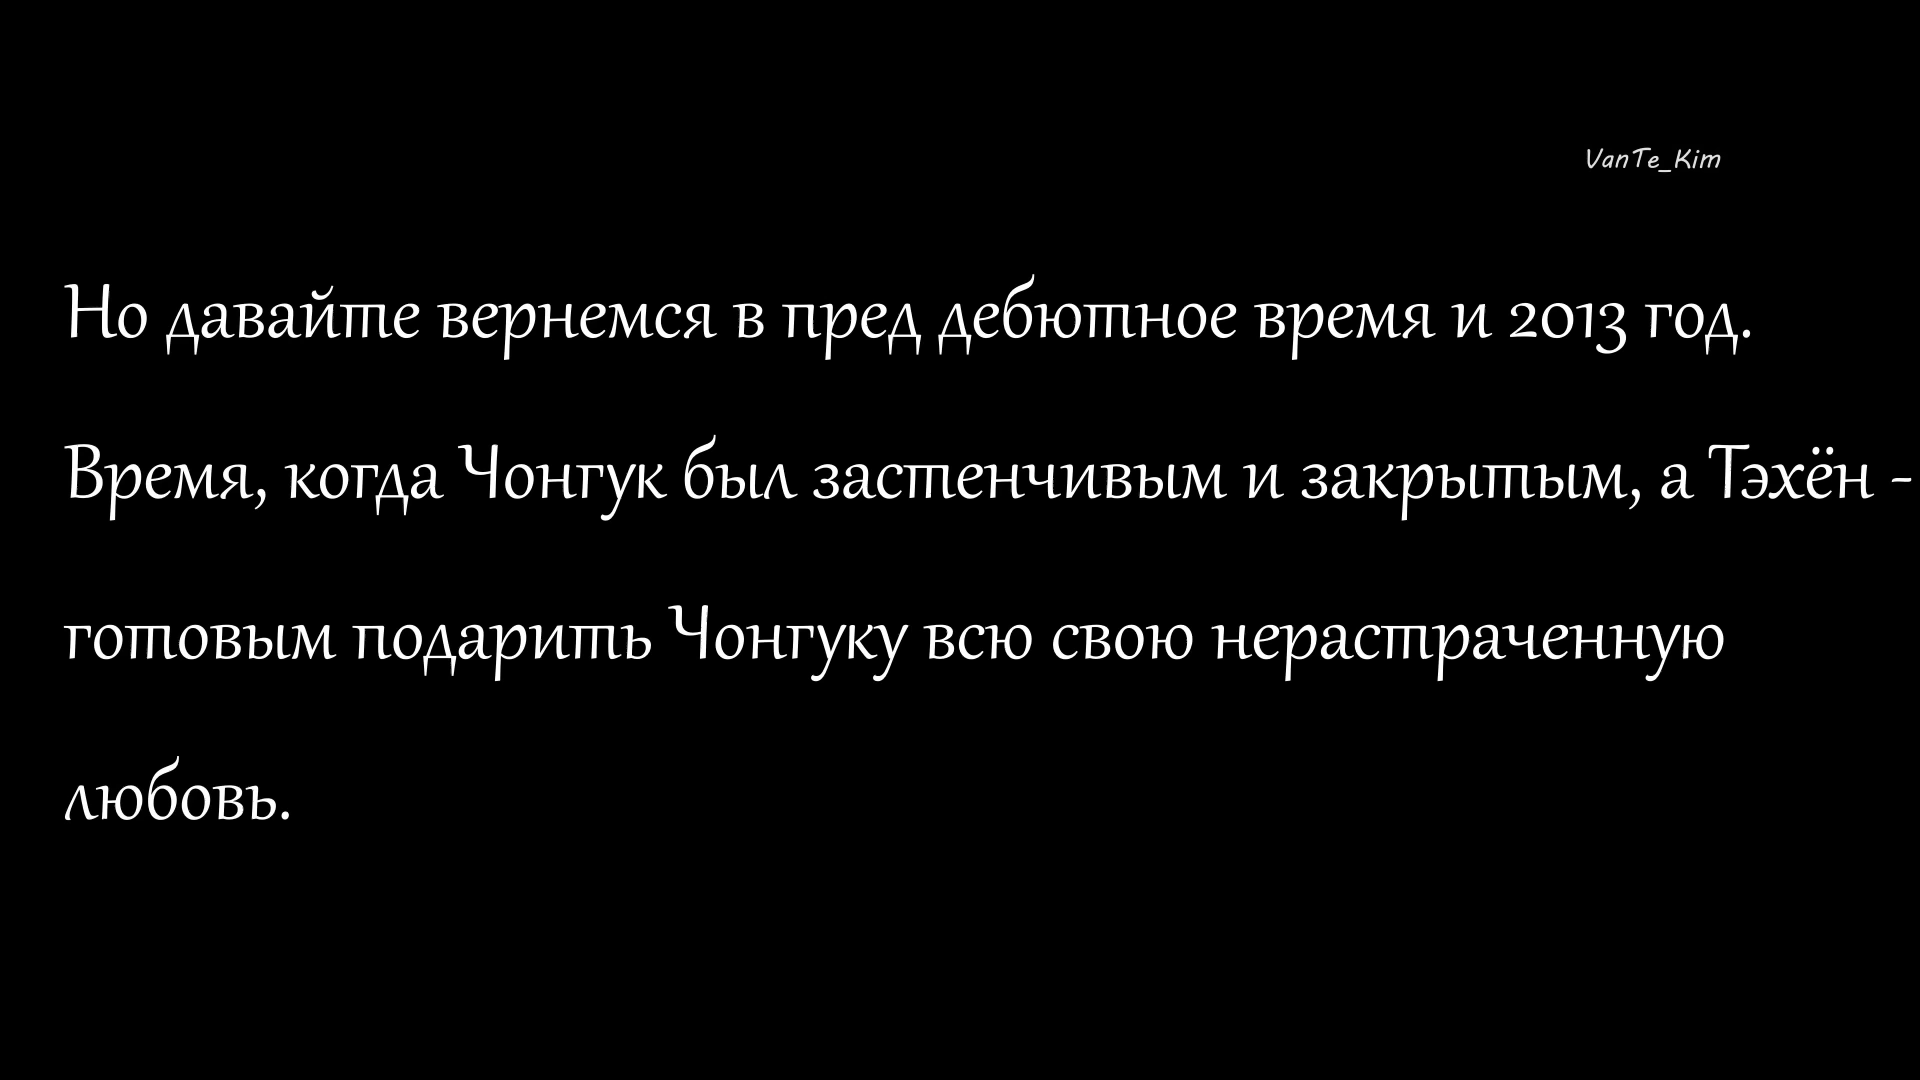 VanTe_Kim
Но давайте вернемся в пред дебютное время и 2013 год.
Время, когда Чонгук был застенчивым и закрытым, а Тэхён -
готовым подарить Чонгуку всю свою нерастраченную
любовь.